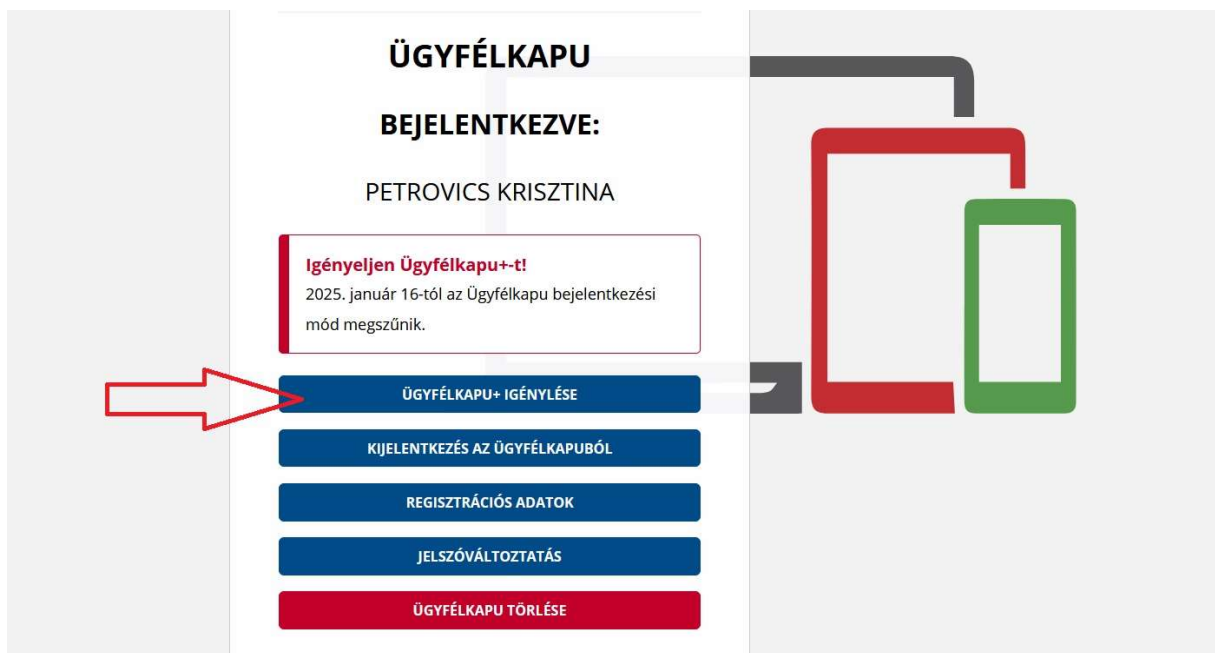 ÜGYFÉLKAPU
BEJELENTKEZVE:
PETROVICS KRISZTINA
Igényeljen Ügyfélkapu+-t!
2025. január 16-tól az Ügyfélkapu bejelentkezési
mód megszűnik.
ÜGYFÉLKAPU+ IGÉNYLÉSE
KIJELENTKEZÉS AZ ÜGYFÉLKAPUBÓL
REGISZTRÁCIÓS ADATOK
JELSZÓVÁLTOZTATÁS
ÜGYFÉLKAPU TÖRLÉSE